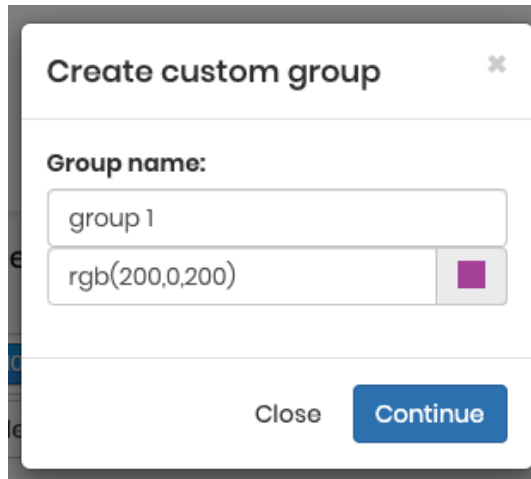 Create custom group ×
Group name:
group 1
rgb(200,0,200)
Close Continue